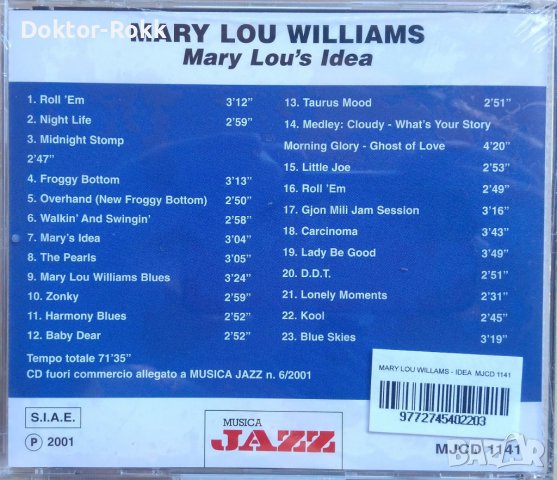 Doktor-Rokk
MARY LOU WILLIAMS
Mary Lou's Idea
1. Roll 'Em 3'12"
2. Night Life 2'59"
3. Midnight Stomp
2'47"
4. Froggy Bottom 3'13"
5. Overhand (New Froggy Bottom) 2'50"
6. Walkin' And Swingin' 2'58"
7. Mary's Idea 3'04"
8. The Pearls 3'05"
9. Mary Lou Williams Blues 3'24"
10. Zonky 2'59"
11. Harmony Blues 2'52"
12. Baby Dear 2'52"
13. Taurus Mood 2'51"
14. Medley: Cloudy - What's Your Story
Morning Glory - Ghost of Love 4'20"
15. Little Joe 2'53"
16. Roll 'Em 2'49"
17. Gjon Mili Jam Session 3'16"
18. Carcinoma 3'43"
19. Lady Be Good 3'49"
20. D.D.T. 2'51"
21. Lonely Moments 2'31"
22. Kool 2'45"
23. Blue Skies 3'19"
Tempo totale 71'35"
CD fuori commercio allegato a MUSICA JAZZ n. 6/2001
MARY LOU WILLAMS - IDEA MJCD 1141
9772745402203
S.I.A.E.
℗ 2001
MUSICA
JAZZ
MJCD 1141
BAZAR